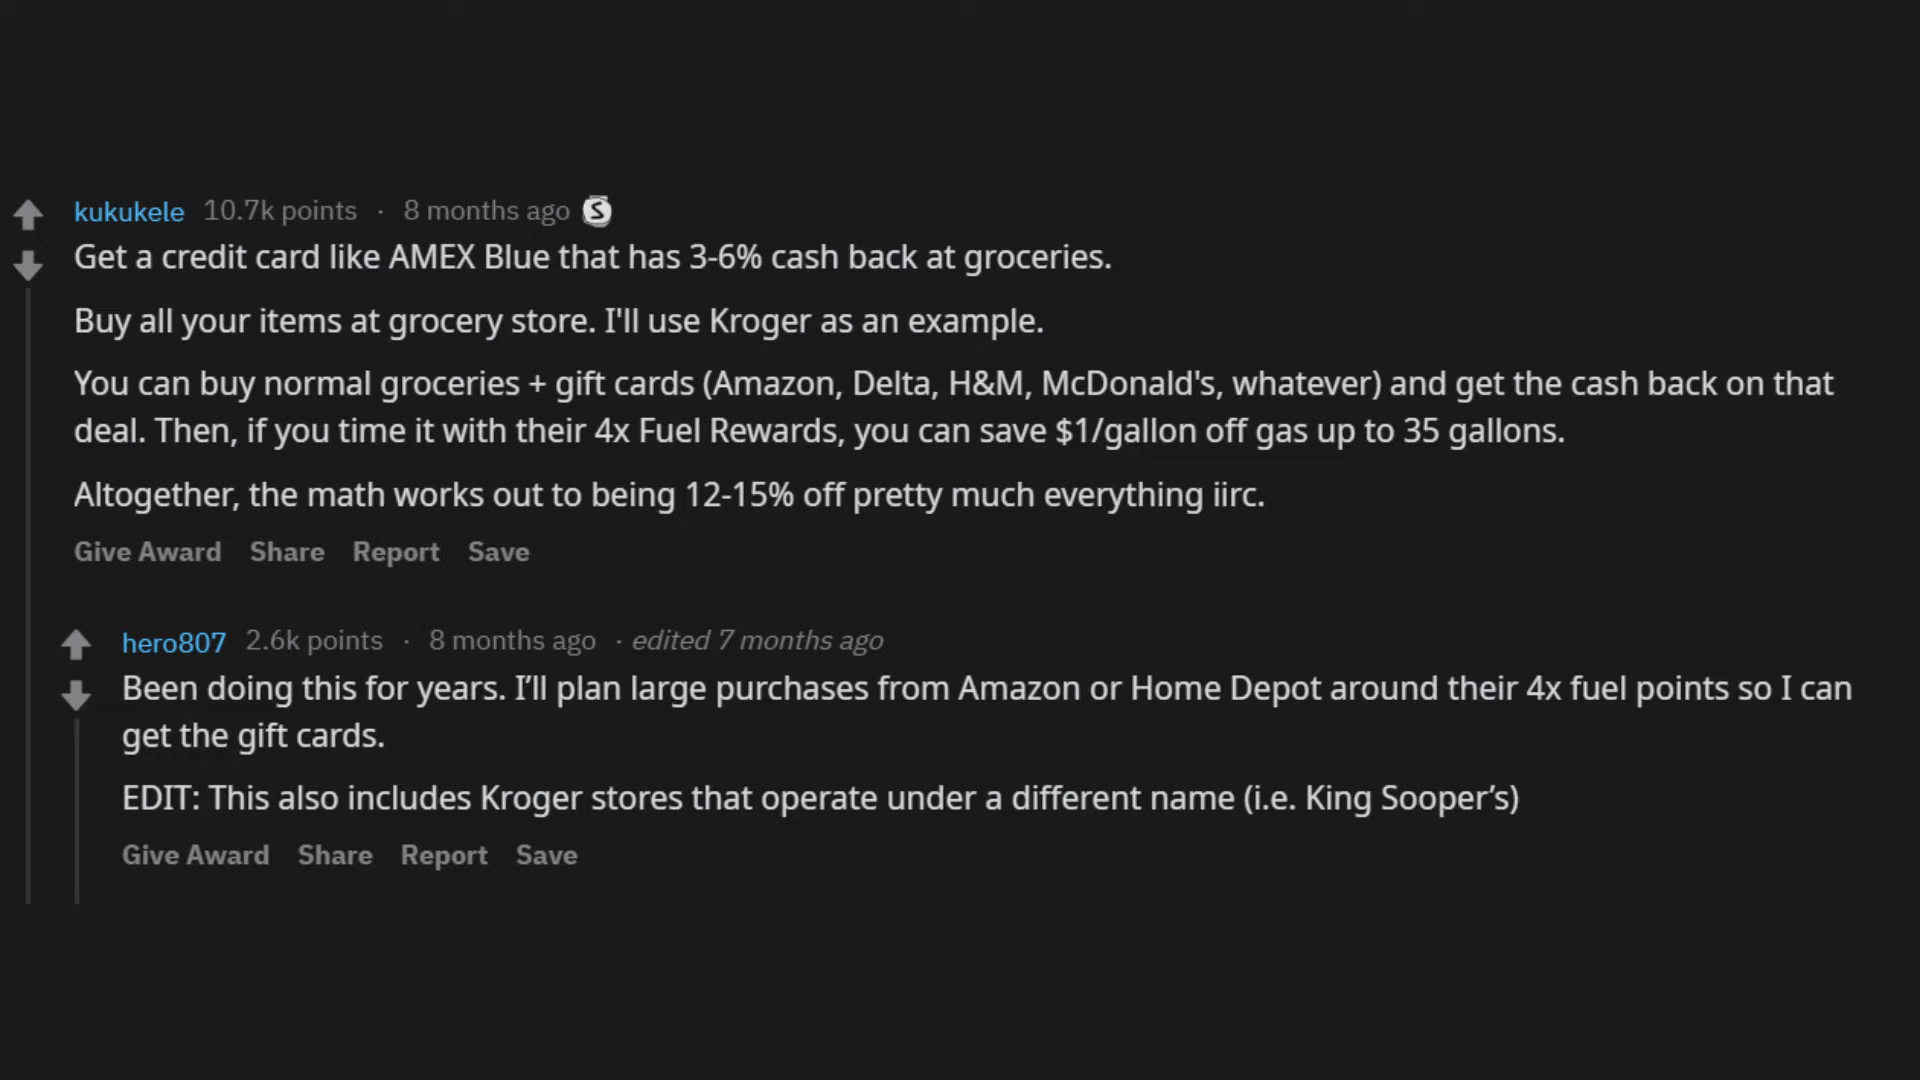 kukukele 10.7k points · 8 months ago S
Get a credit card like AMEX Blue that has 3-6% cash back at groceries.
Buy all your items at grocery store. I'll use Kroger as an example.
You can buy normal groceries + gift cards (Amazon, Delta, H&M, McDonald's, whatever) and get the cash back on that
deal. Then, if you time it with their 4x Fuel Rewards, you can save $1/gallon off gas up to 35 gallons.
Altogether, the math works out to being 12-15% off pretty much everything iirc.
Give Award Share Report Save
hero807 2.6k points · 8 months ago · edited 7 months ago
Been doing this for years. I’ll plan large purchases from Amazon or Home Depot around their 4x fuel points so I can
get the gift cards.
EDIT: This also includes Kroger stores that operate under a different name (i.e. King Sooper’s)
Give Award Share Report Save